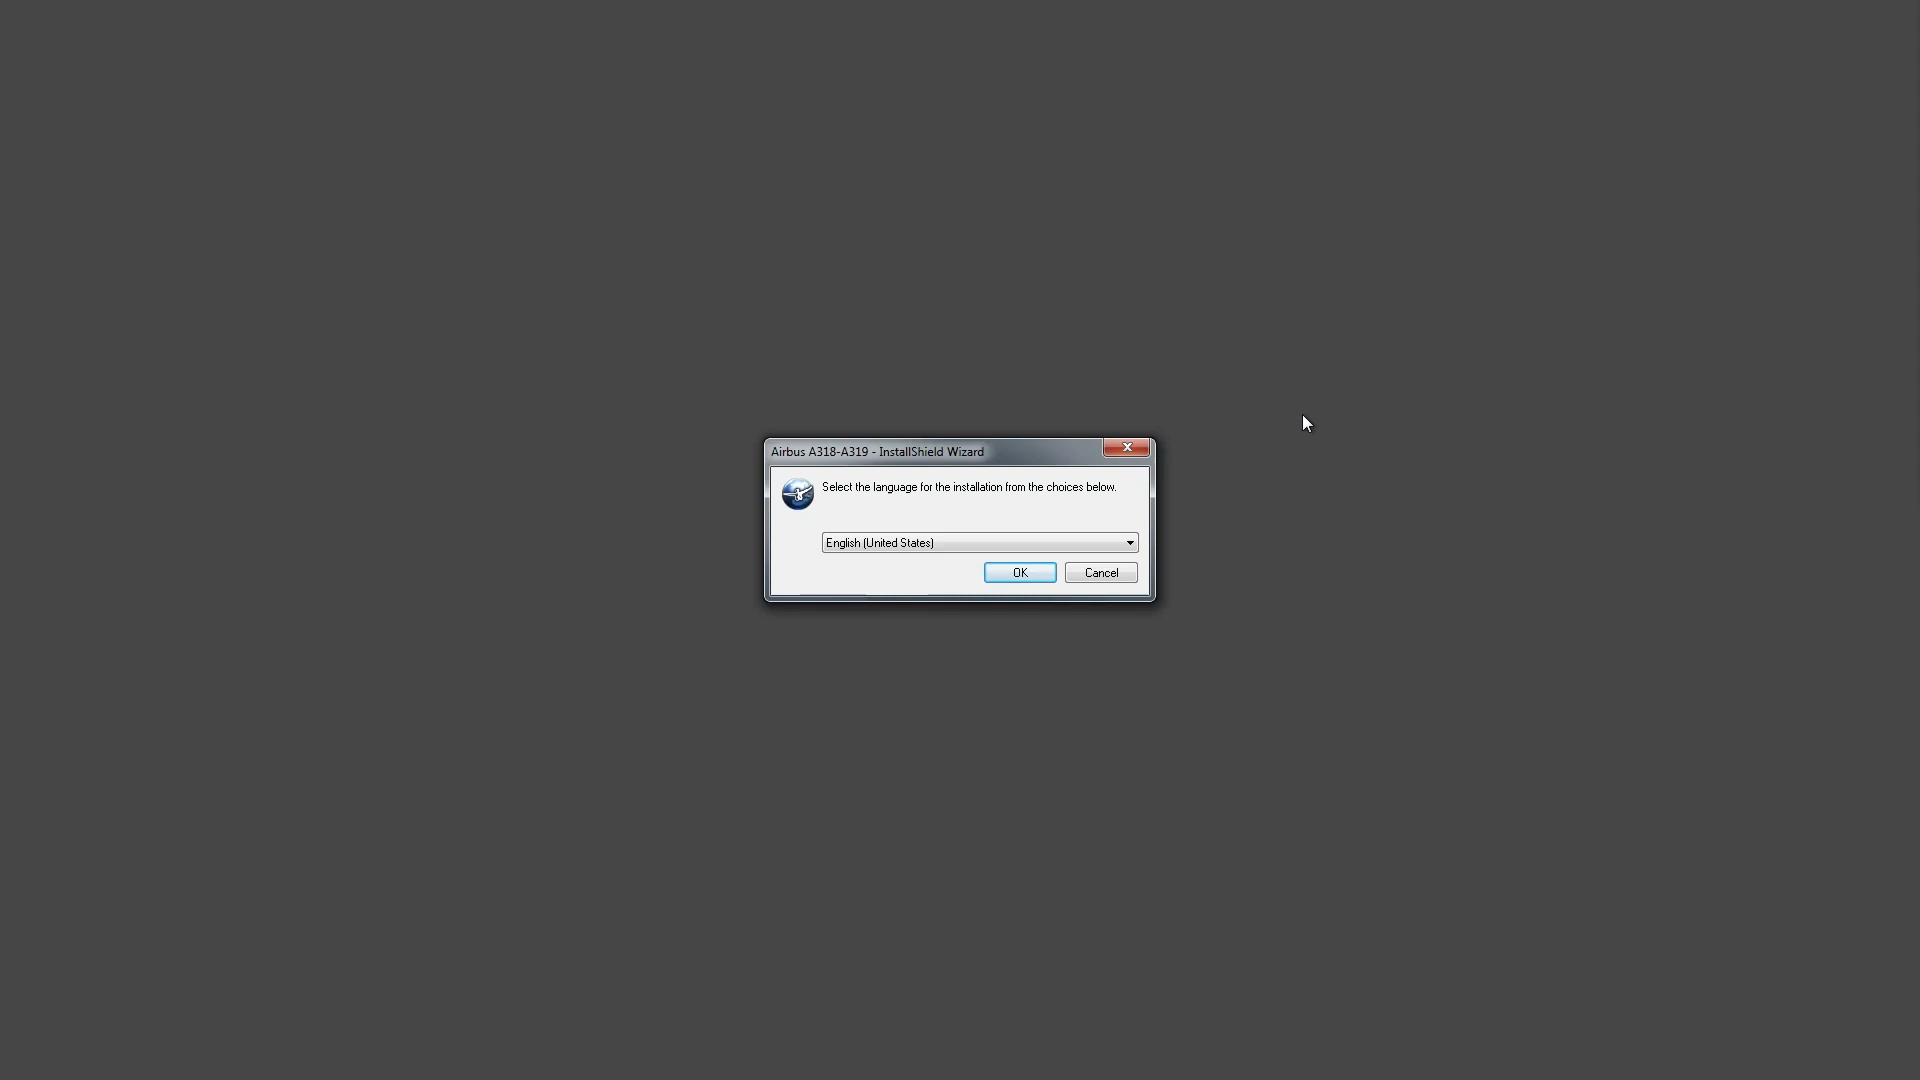 Airbus A318-A319 - InstallShield Wizard
Select the language for the installation from the choices below.
English (United States)
OK
Cancel